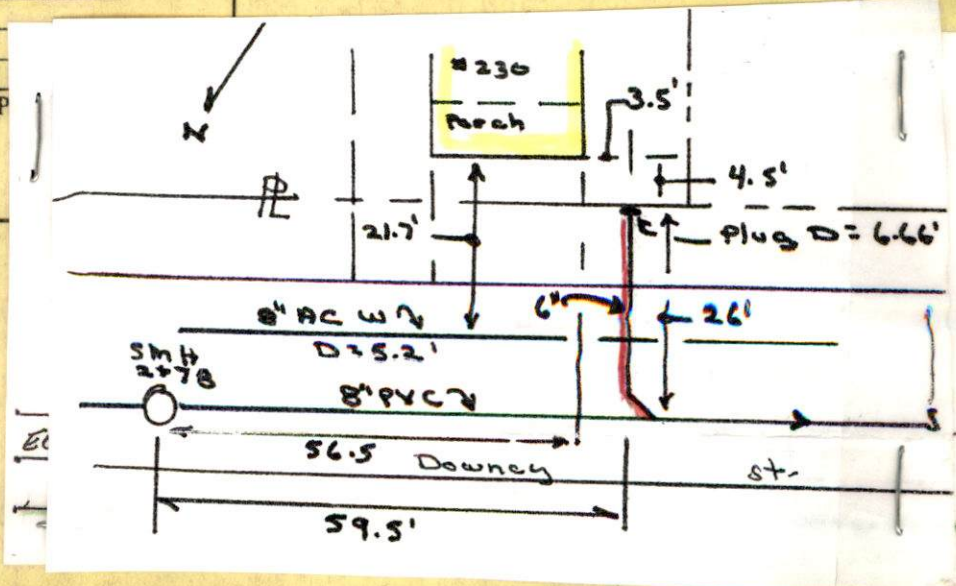 #230
3.5'
Porch
N
4.5'
PL
21.7'
Plug D= 6.66'
6"
26'
8" AC W
D=5.2'
SMH
2+78
8" PVC
56.5
Downey St.
59.5'